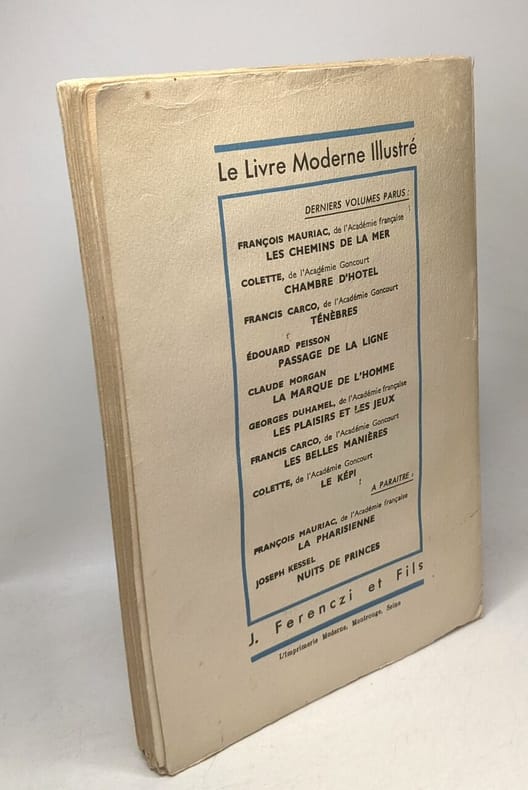 Le Livre Moderne Illustré
DERNIERS VOLUMES PARUS :
FRANÇOIS MAURIAC, de l'Académie française
LES CHEMINS DE LA MER
COLETTE, de l'Académie Goncourt
CHAMBRE D'HOTEL
FRANCIS CARCO, de l'Académie Goncourt
TÉNÈBRES
ÉDOUARD PEISSON
PASSAGE DE LA LIGNE
CLAUDE MORGAN
LA MARQUE DE L'HOMME
GEORGES DUHAMEL, de l'Académie française
LES PLAISIRS ET LES JEUX
FRANCIS CARCO, de l'Académie Goncourt
LES BELLES MANIÈRES
COLETTE, de l'Académie Goncourt
LE KÉPI
A PARAITRE :
FRANÇOIS MAURIAC, de l'Académie française
LA PHARISIENNE
JOSEPH KESSEL
NUITS DE PRINCES
J. Ferenczi et Fils
L'Imprimerie Moderne, Montrouge, Seine